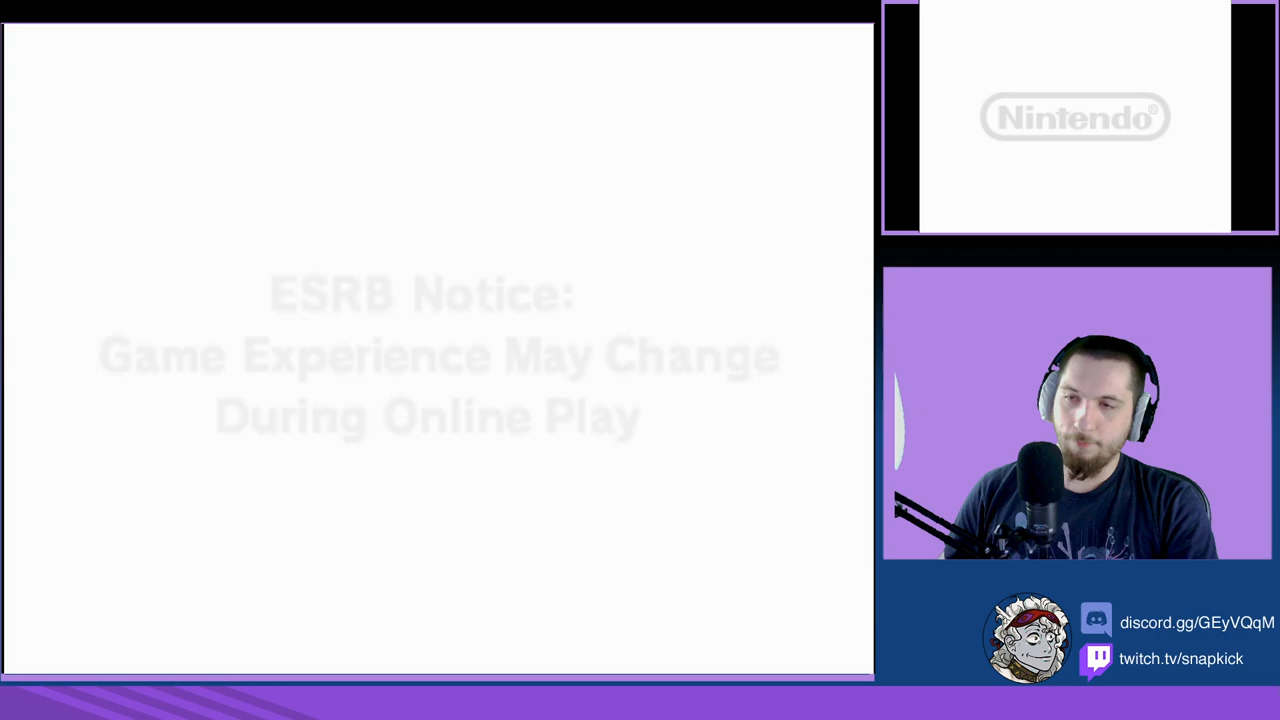 Nintendo®
ESRB Notice:
Game Experience May Change
During Online Play
discord.gg/GEyVQqM
twitch.tv/snapkick